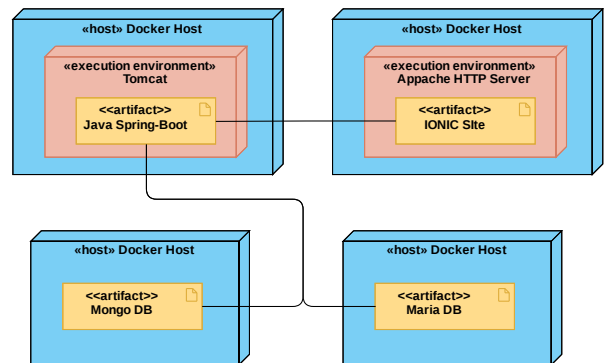 «host» Docker Host
«execution environment»
Tomcat
<<artifact>>
Java Spring-Boot
«host» Docker Host
«execution environment»
Appache HTTP Server
<<artifact>>
IONIC SIte
«host» Docker Host
<<artifact>>
Mongo DB
«host» Docker Host
<<artifact>>
Maria DB